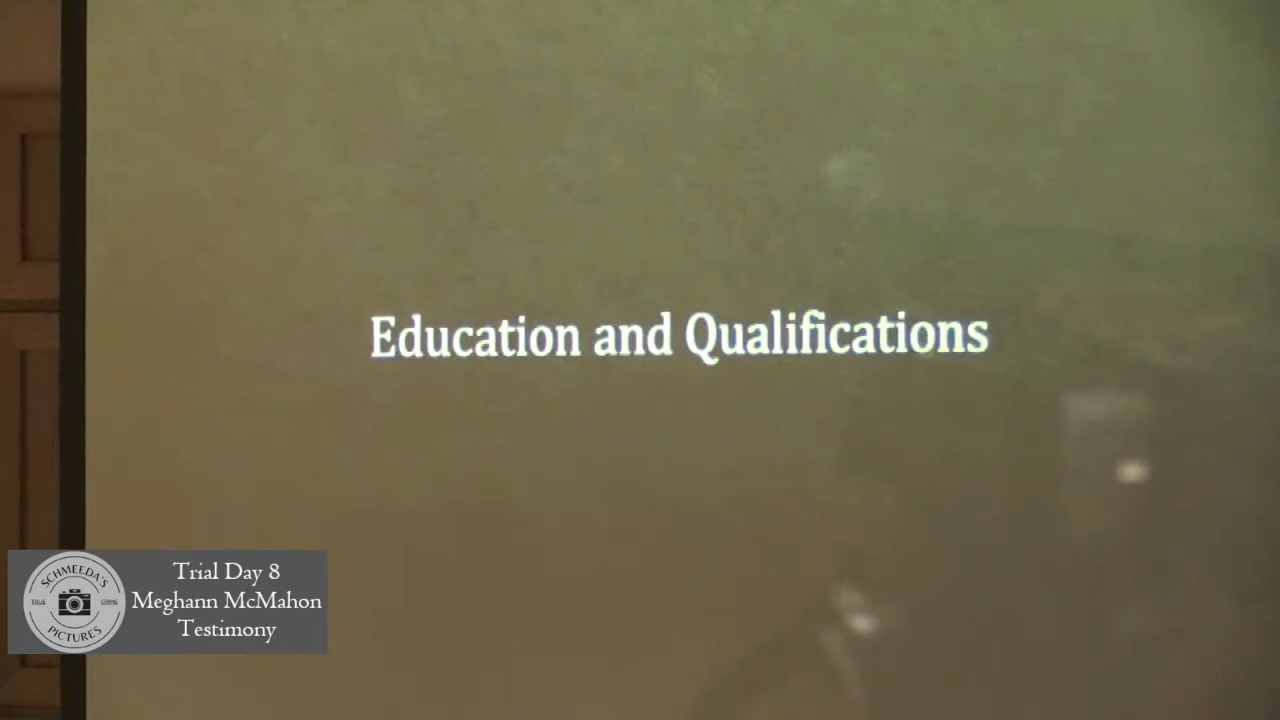 Education and Qualifications
SCHMEEDA'S
TRUE CRIME
PICTURES
Trial Day 8
Meghann McMahon
Testimony